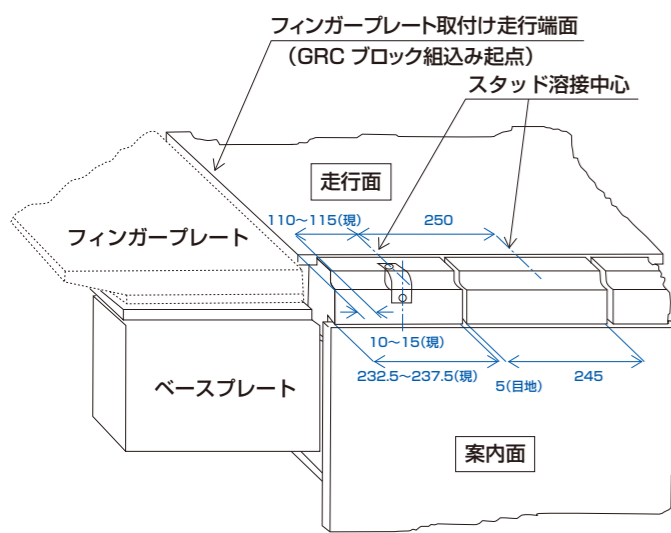 フィンガープレート取付け走行端面
（GRC ブロック組込み起点）
スタッド溶接中心
走行面
110〜115(現)
250
フィンガープレート
10〜15(現)
232.5〜237.5(現)
5(目地)
245
ベースプレート
案内面